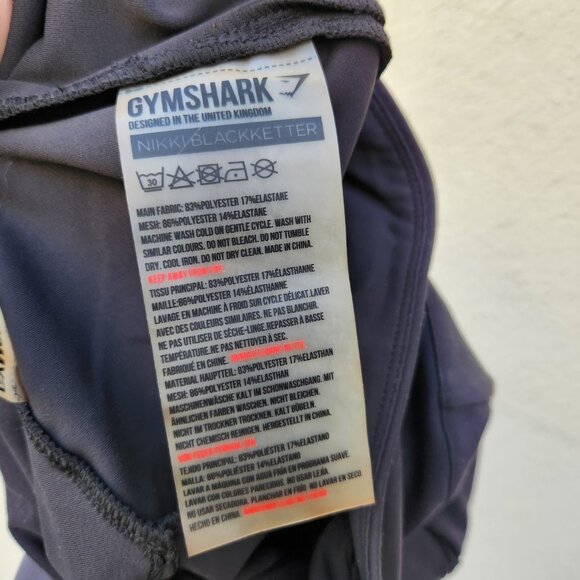 GYMSHARK
DESIGNED IN THE UNITED KINGDOM
NIKKI/BLACKKETTER
30
MAIN FABRIC: 83%POLYESTER 17%ELASTANE
MESH: 86%POLYESTER 14%ELASTANE
MACHINE WASH COLD ON GENTLE CYCLE. WASH WITH
SIMILAR COLOURS. DO NOT BLEACH. DO NOT TUMBLE
DRY. COOL IRON. DO NOT DRY CLEAN. MADE IN CHINA.
KEEP AWAY FROM FIRE.
TISSU PRINCIPAL: 83%POLYESTER 17%ELASTHANNE
MAILLE:86%POLYESTER 14%ELASTHANNE
LAVAGE EN MACHINE À FROID SUR CYCLE DÉLICAT.LAVER
AVEC DES COULEURS SIMILAIRES. NE PAS BLANCHIR.
NE PAS UTILISER DE SÈCHE-LINGE.REPASSER À BASSE
TEMPÉRATURE.NE PAS NETTOYER À SEC.
FABRIQUÉ EN CHINE.
MATERIAL HAUPTTEIL: 83%POLYESTER 17%ELASTHAN
MESH: 86%POLYESTER 14%ELASTHAN
MASCHINENWÄSCHE KALT IM SCHONWASCHGANG. MIT
ÄHNLICHEN FARBEN WASCHEN. NICHT BLEICHEN.
NICHT IM TROCKNER TROCKNEN. KALT BÜGELN.
NICHT CHEMISCH REINIGEN. HERGESTELLT IN CHINA.
TEJIDO PRINCIPAL: 83%POLIÉSTER 17%ELASTANO
MALLA: 86%POLIÉSTER 14%ELASTANO
LAVAR A MÁQUINA CON AGUA FRÍA EN PROGRAMA SUAVE.
LAVAR CON COLORES PARECIDOS. NO USAR LEJÍA.
NO USAR SECADORA. PLANCHAR EN FRÍO. NO LAVAR EN SECO.
HECHO EN CHINA.